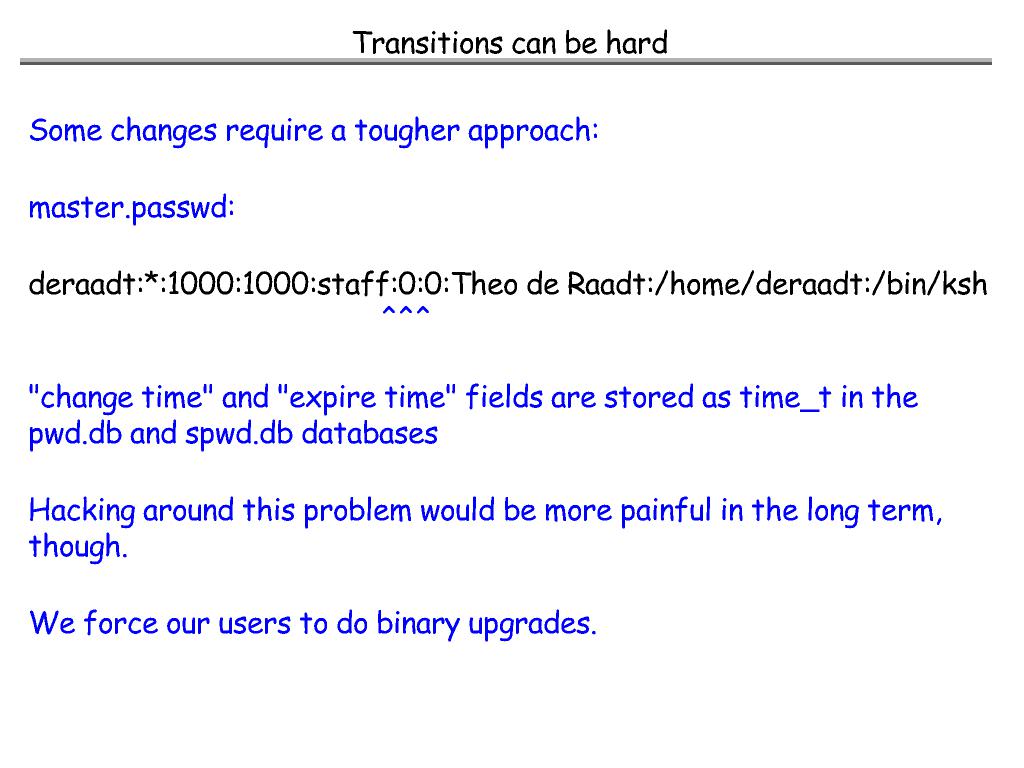 Transitions can be hard
Some changes require a tougher approach:
master.passwd:
deraadt:*:1000:1000:staff:0:0:Theo de Raadt:/home/deraadt:/bin/ksh
^^^
"change time" and "expire time" fields are stored as time_t in the
pwd.db and spwd.db databases
Hacking around this problem would be more painful in the long term,
though.
We force our users to do binary upgrades.